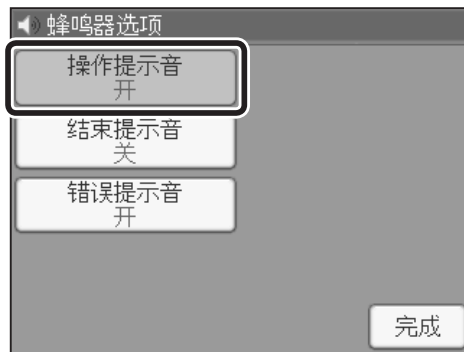 蜂鸣器选项
操作提示音
开
结束提示音
关
错误提示音
开
完成